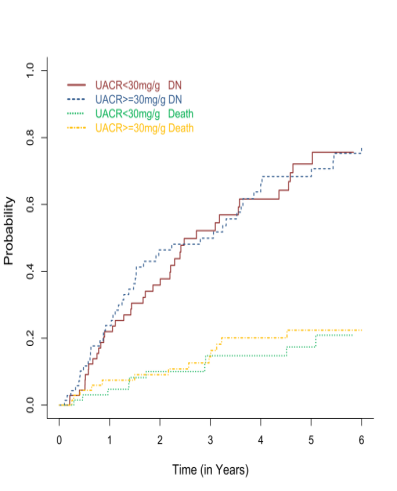 UACR<30mg/g DN
UACR>=30mg/g DN
UACR<30mg/g Death
UACR>=30mg/g Death
Probability
1.0
0.8
0.6
0.4
0.2
0.0
0 1 2 3 4 5 6
Time (in Years)